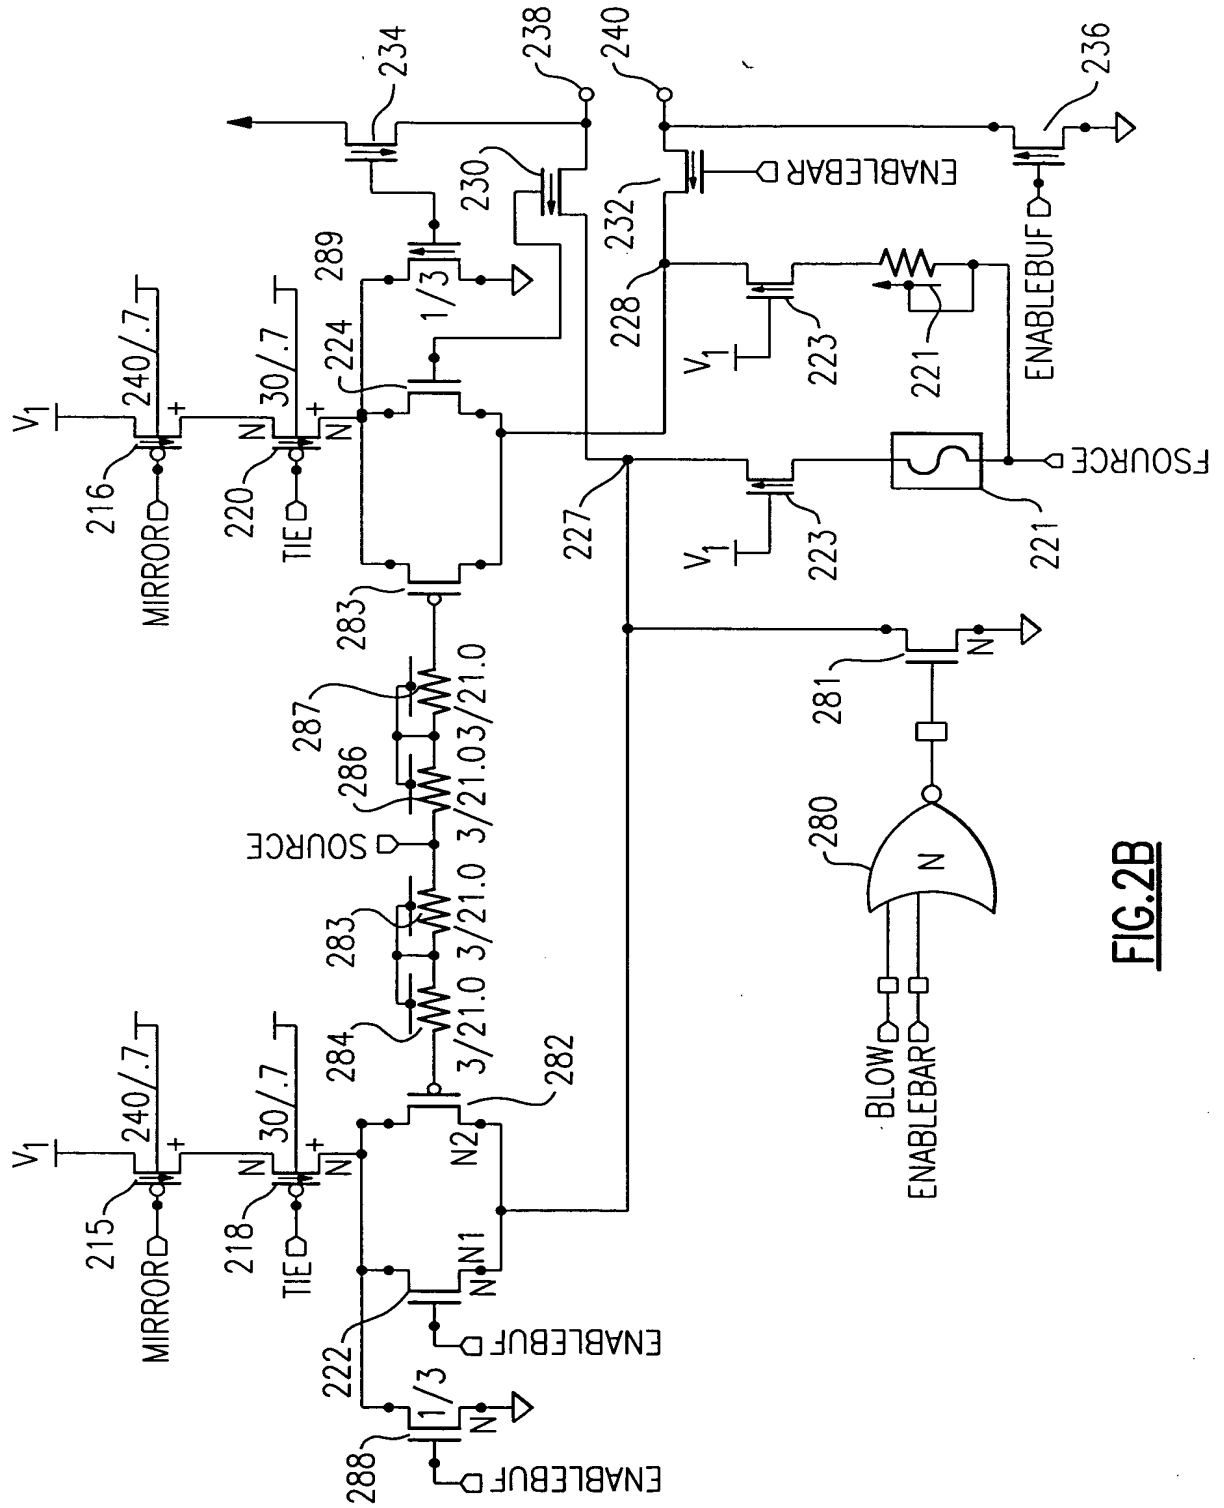 V1
V1
215
240/.7
+
MIRROR
216
240/.7
+
MIRROR
218
N
30/.7
+
N
TIE
220
N
30/.7
+
N
TIE
234
288
1/3
N
ENABLEBUF
222
N
N1
ENABLEBUF
N2
282
284
3/21.0
283
3/21.0
SOURCE
286
3/21.0
287
3/21.0
283
224
289
1/3
230
238
240
232
ENABLEBAR
227
228
V1
223
V1
223
221
221
FSOURCE
236
ENABLEBUF
BLOW
ENABLEBAR
280
N
281
N
FIG.2B